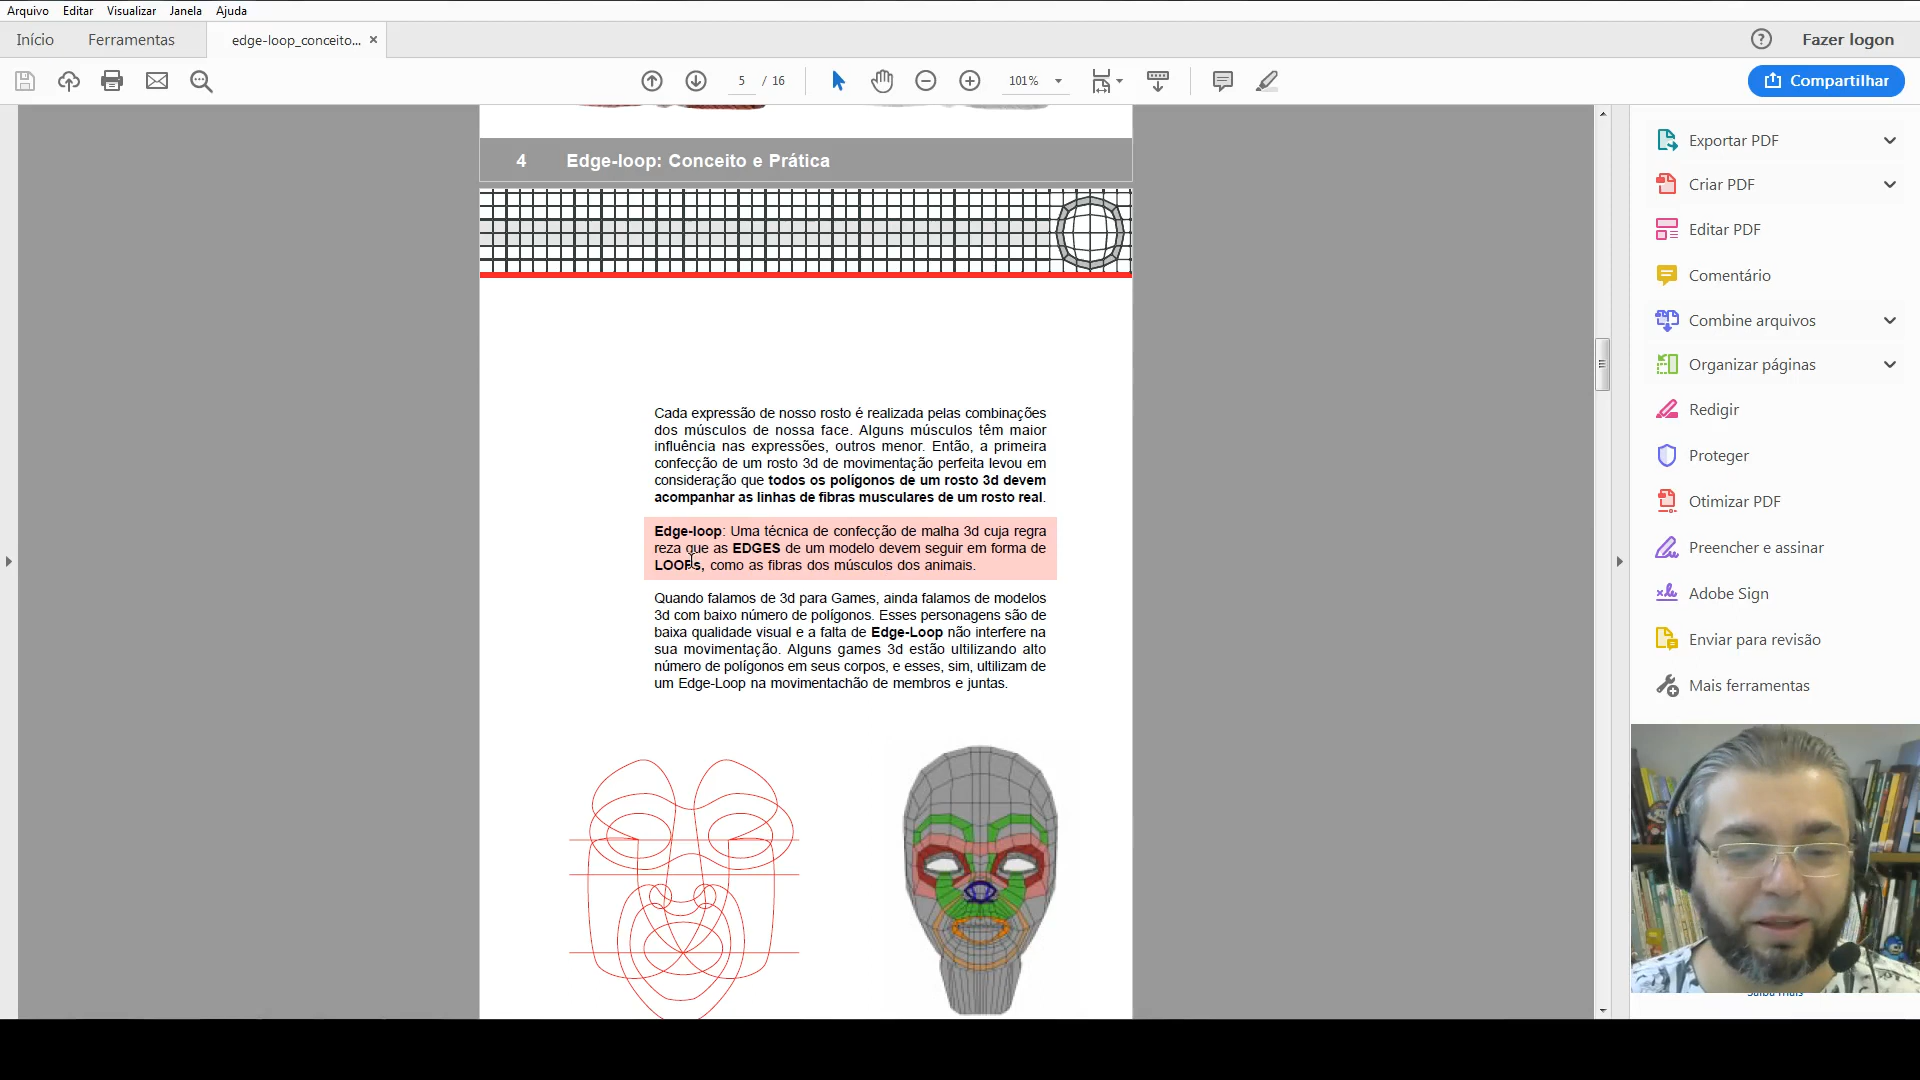 Arquivo Editar Visualizar Janela Ajuda
Início Ferramentas edge-loop_conceito... × ? Fazer logon
5 / 16 101% Compartilhar
4 Edge-loop: Conceito e Prática
Cada expressão de nosso rosto é realizada pelas combinações
dos músculos de nossa face. Alguns músculos têm maior
influência nas expressões, outros menor. Então, a primeira
confecção de um rosto 3d de movimentação perfeita levou em
consideração que todos os polígonos de um rosto 3d devem
acompanhar as linhas de fibras musculares de um rosto real.
Edge-loop: Uma técnica de confecção de malha 3d cuja regra
reza que as EDGES de um modelo devem seguir em forma de
LOOPs, como as fibras dos músculos dos animais.
Quando falamos de 3d para Games, ainda falamos de modelos
3d com baixo número de polígonos. Esses personagens são de
baixa qualidade visual e a falta de Edge-Loop não interfere na
sua movimentação. Alguns games 3d estão ultilizando alto
número de polígonos em seus corpos, e esses, sim, ultilizam de
um Edge-Loop na movimentachão de membros e juntas.
Exportar PDF
Criar PDF
Editar PDF
Comentário
Combine arquivos
Organizar páginas
Redigir
Proteger
Otimizar PDF
Preencher e assinar
Adobe Sign
Enviar para revisão
Mais ferramentas